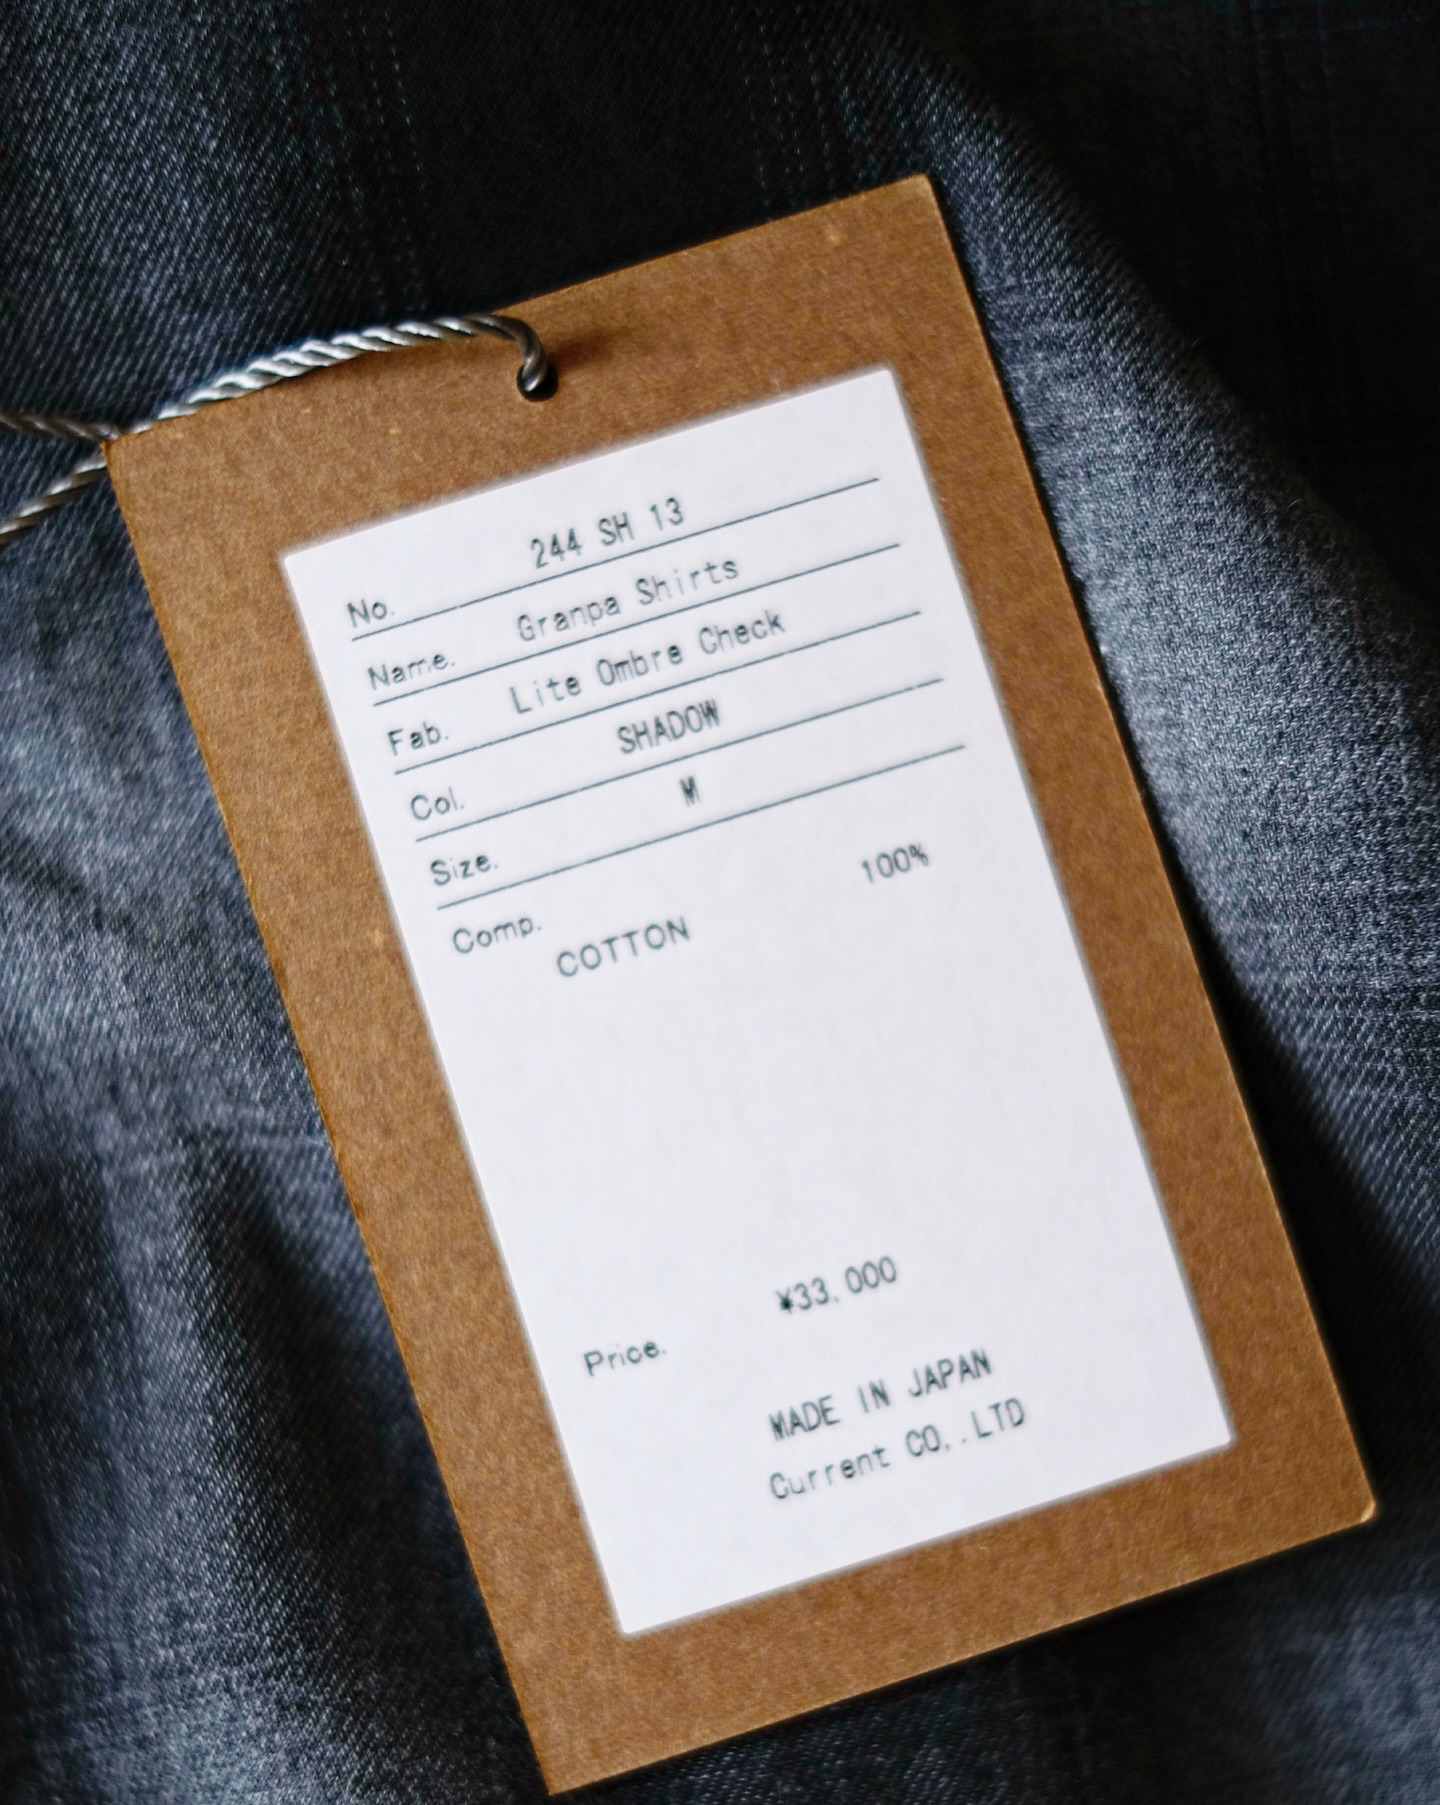 No. 244 SH 13
Name. Granpa Shirts
Fab. Lite Ombre Check
Col. SHADOW
Size. M
Comp. 100%
COTTON
¥33,000
Price.
MADE IN JAPAN
Current CO,.LTD